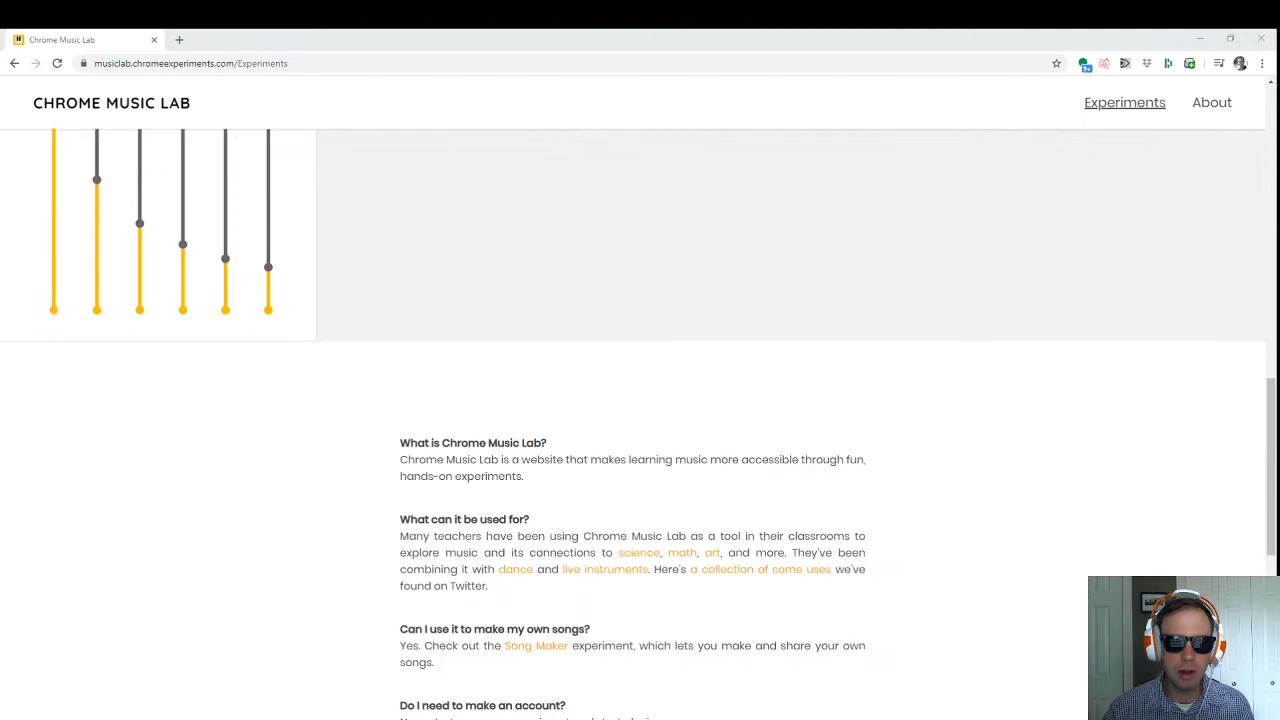 Chrome Music Lab
musiclab.chromeexperiments.com/Experiments
9+
CHROME MUSIC LAB
Experiments
About
What is Chrome Music Lab?
Chrome Music Lab is a website that makes learning music more accessible through fun,
hands-on experiments.
What can it be used for?
Many teachers have been using Chrome Music Lab as a tool in their classrooms to
explore music and its connections to science, math, art, and more. They've been
combining it with dance and live instruments. Here's a collection of some uses we've
found on Twitter.
Can I use it to make my own songs?
Yes. Check out the Song Maker experiment, which lets you make and share your own
songs.
Do I need to make an account?